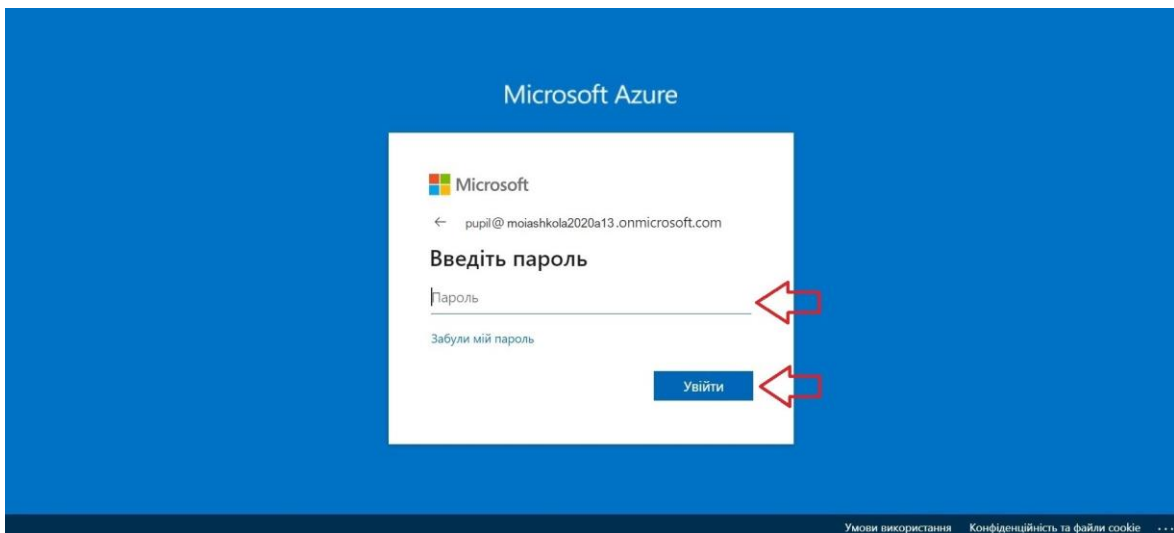 Microsoft Azure
Microsoft
← pupil@ moiashkola2020a13.onmicrosoft.com
Введіть пароль
Пароль
Забули мій пароль
Увійти
Умови використання Конфіденційність та файли cookie ...